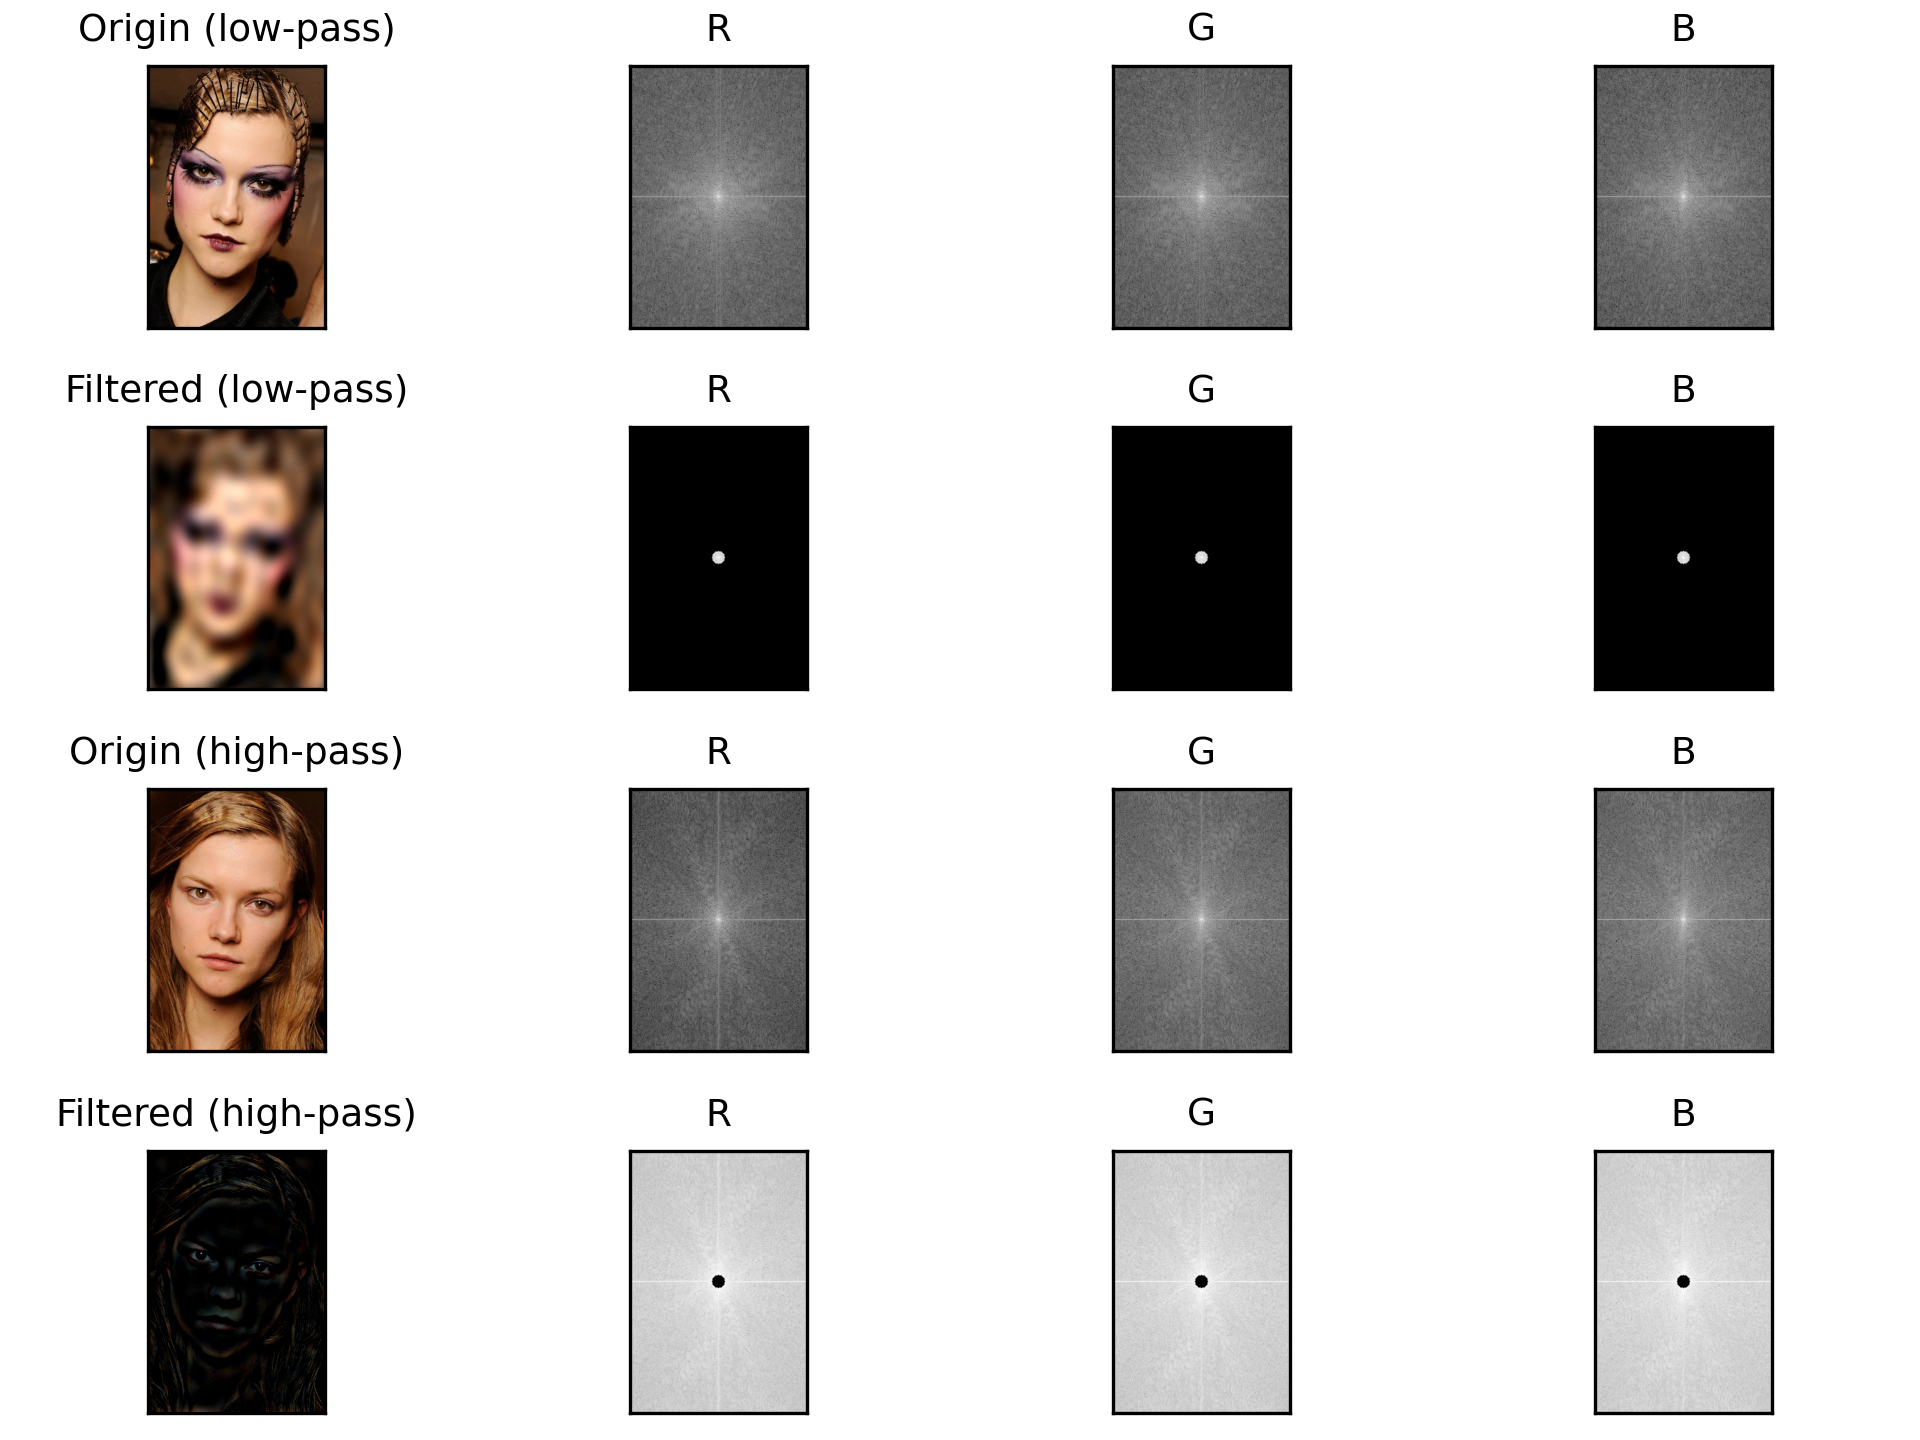 Origin (low-pass) R G B
Filtered (low-pass) R G B
Origin (high-pass) R G B
Filtered (high-pass) R G B